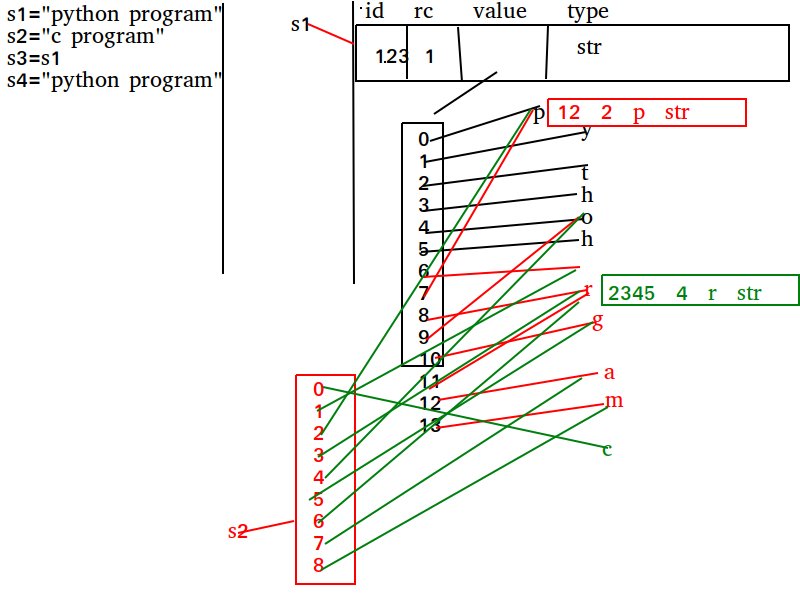 s1="python program"
s2="c program"
s3=s1
s4="python program"
id rc value type
s1
1.23 1 str
p 12 2 p str
0
1 y
2 t
3 h
4 o
5 h
6
7
8 r 2345 4 r str
9 g
10
11 a
12 m
13 c
0
1
2
3
4
5
6
7
8
s2